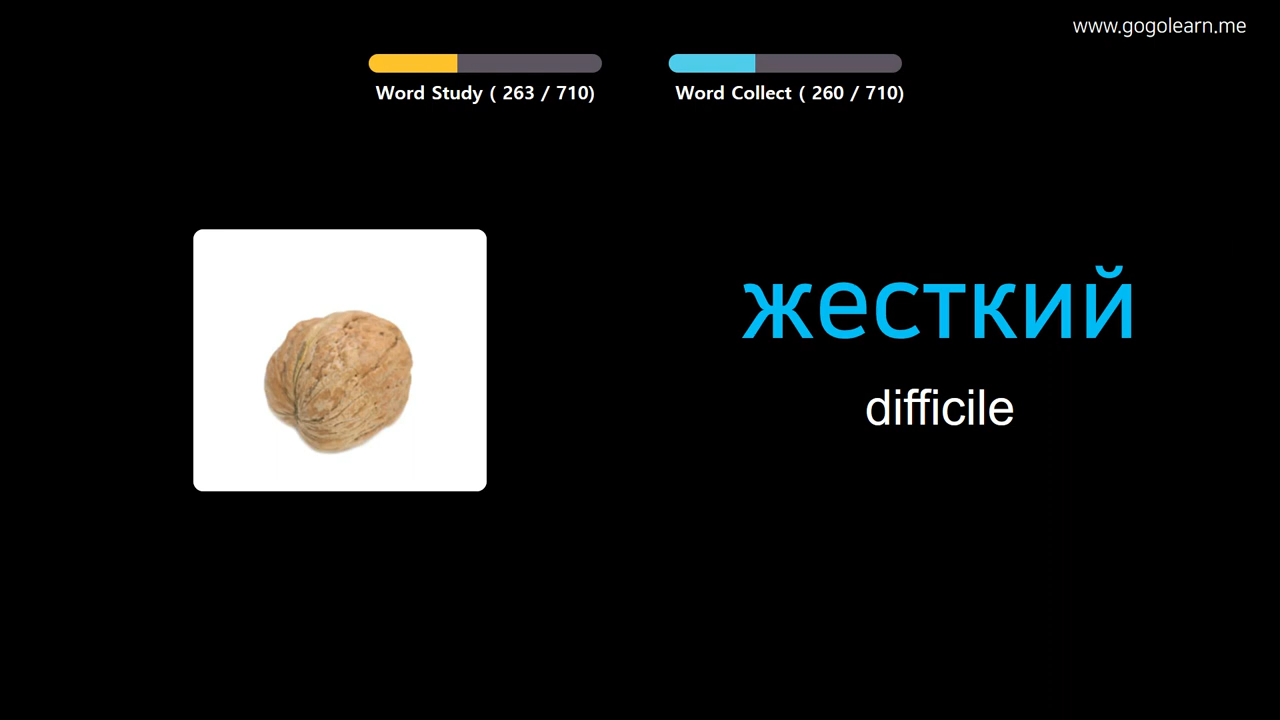 www.gogolearn.me
Word Study ( 263 / 710)
Word Collect ( 260 / 710)
жесткий
difficile